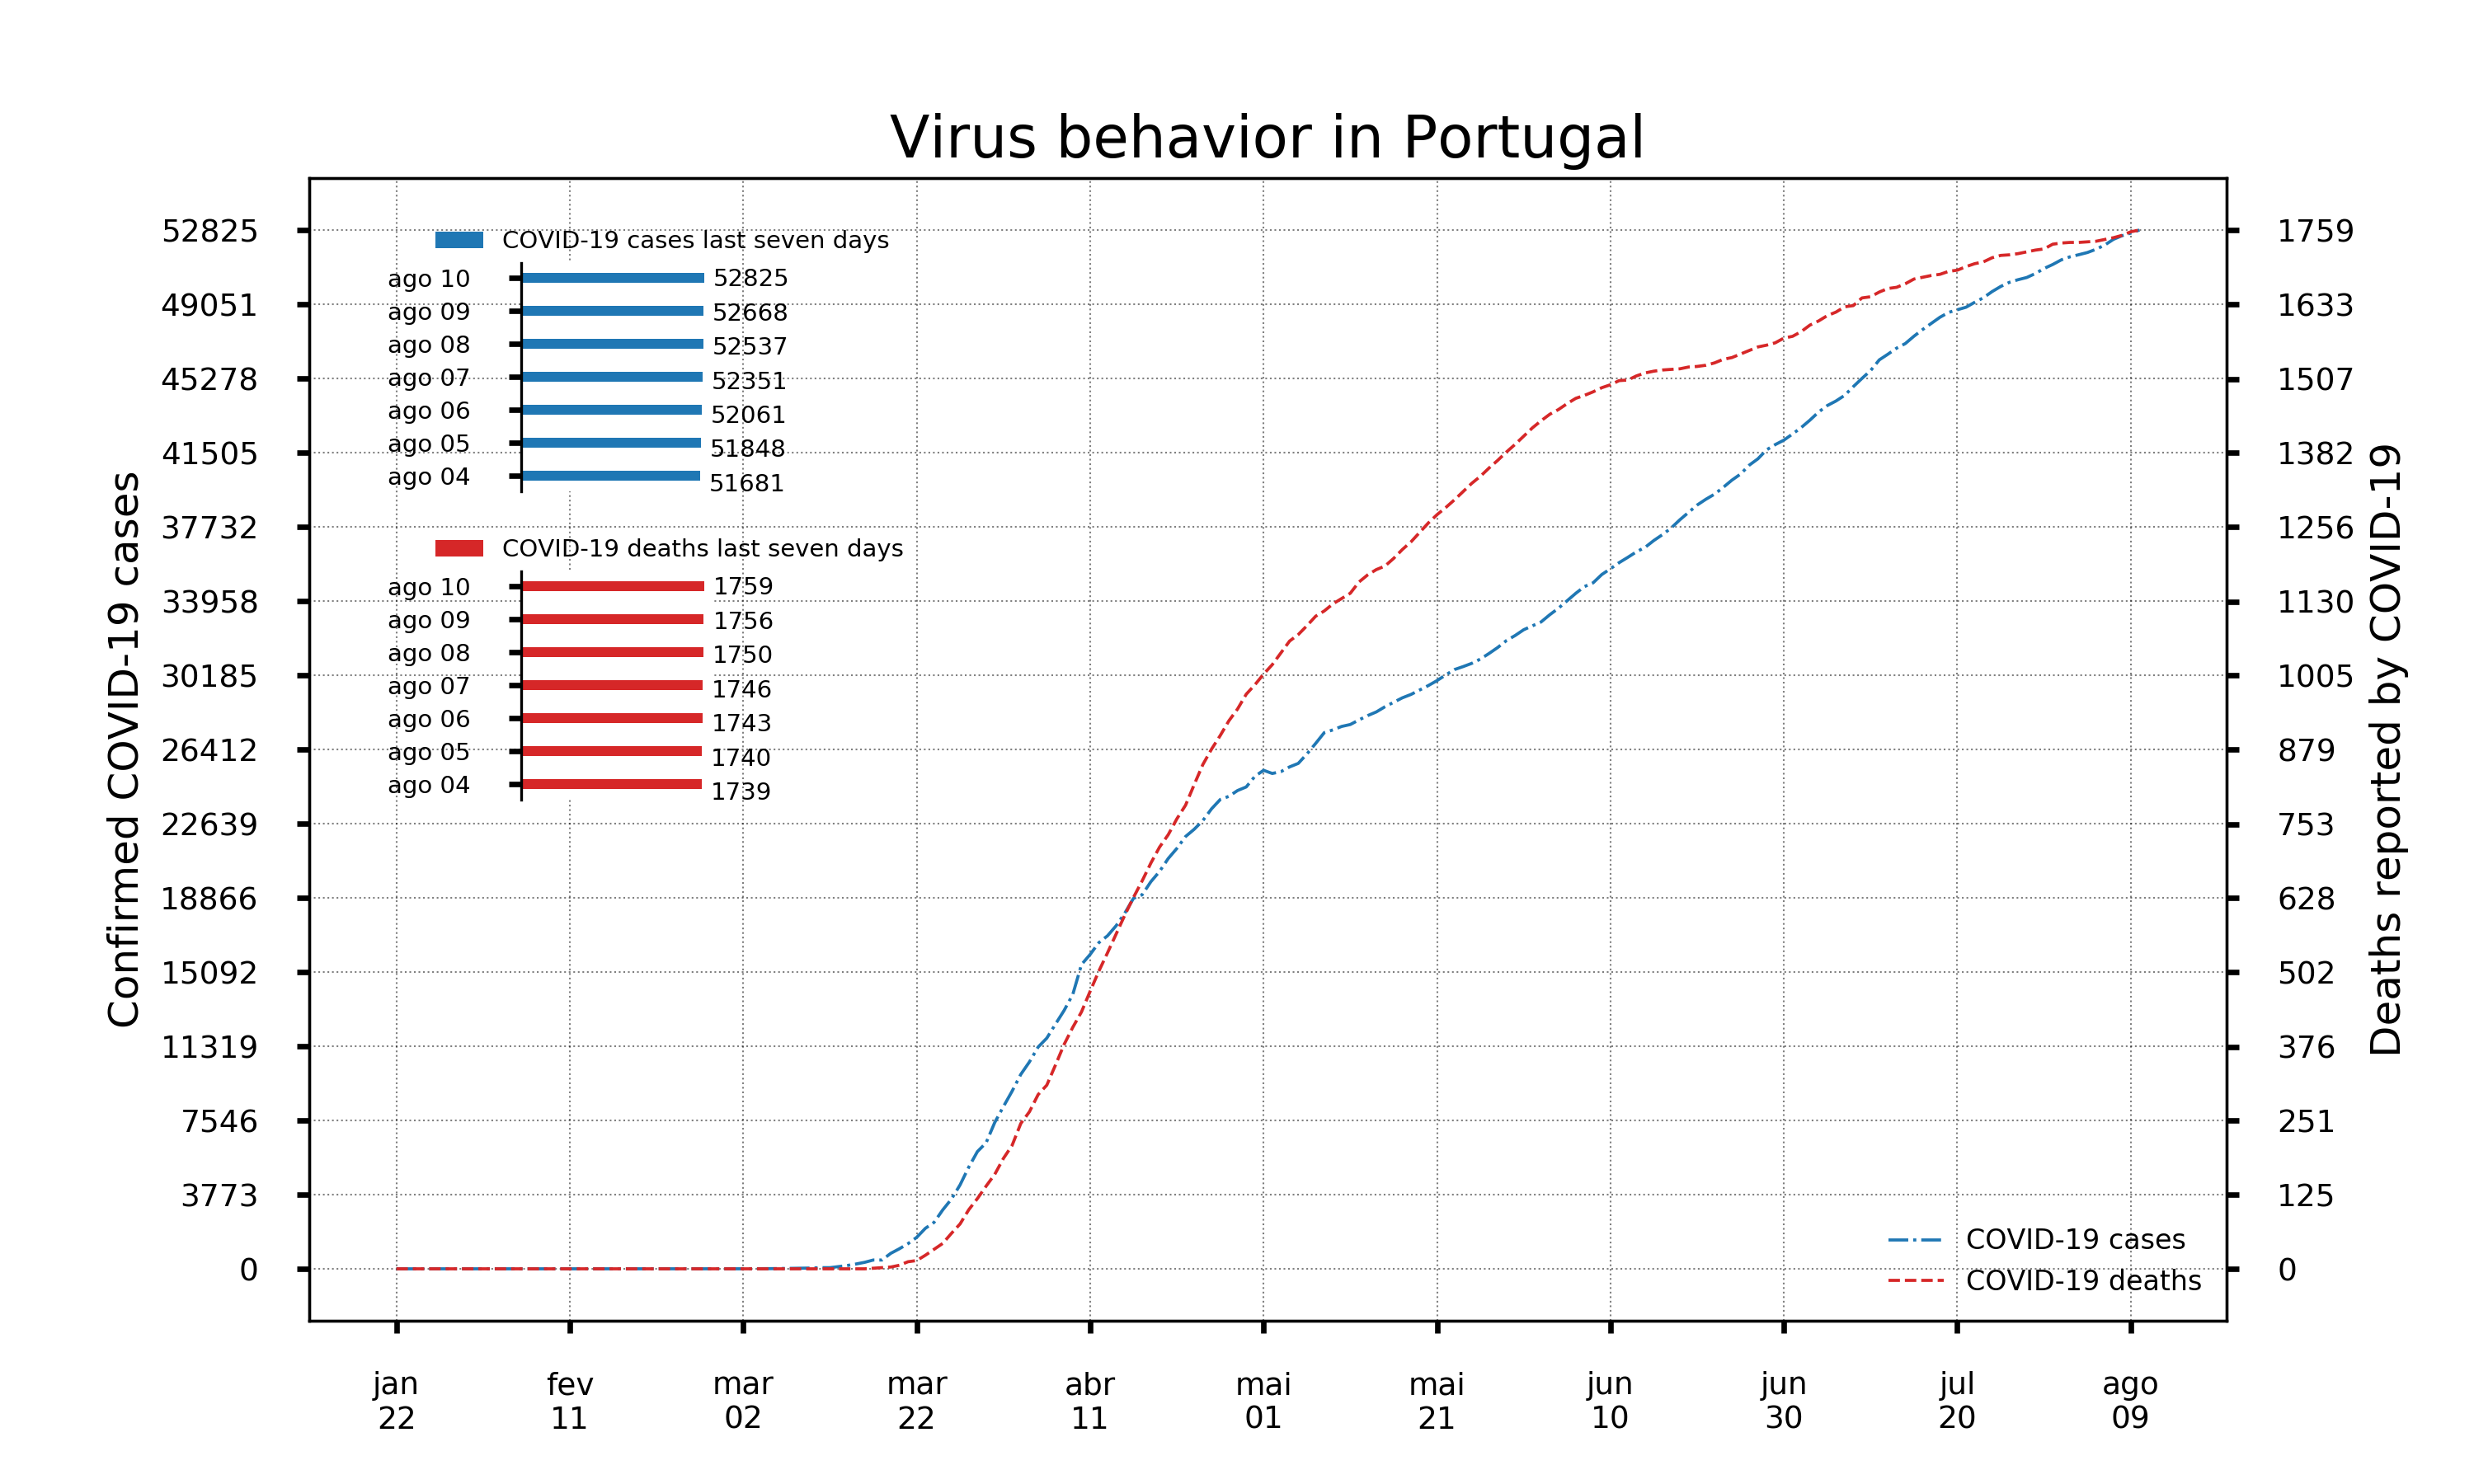 Virus behavior in Portugal
Confirmed COVID-19 cases
52825
49051
45278
41505
37732
33958
30185
26412
22639
18866
15092
11319
7546
3773
0
COVID-19 cases last seven days
ago 10 52825
ago 09 52668
ago 08 52537
ago 07 52351
ago 06 52061
ago 05 51848
ago 04 51681
COVID-19 deaths last seven days
ago 10 1759
ago 09 1756
ago 08 1750
ago 07 1746
ago 06 1743
ago 05 1740
ago 04 1739
1759
1633
1507
1382
1256
1130
1005
879
753
628
502
376
251
125
0
Deaths reported by COVID-19
COVID-19 cases
COVID-19 deaths
jan fev mar mar abr mai mai jun jun jul ago
22 11 02 22 11 01 21 10 30 20 09